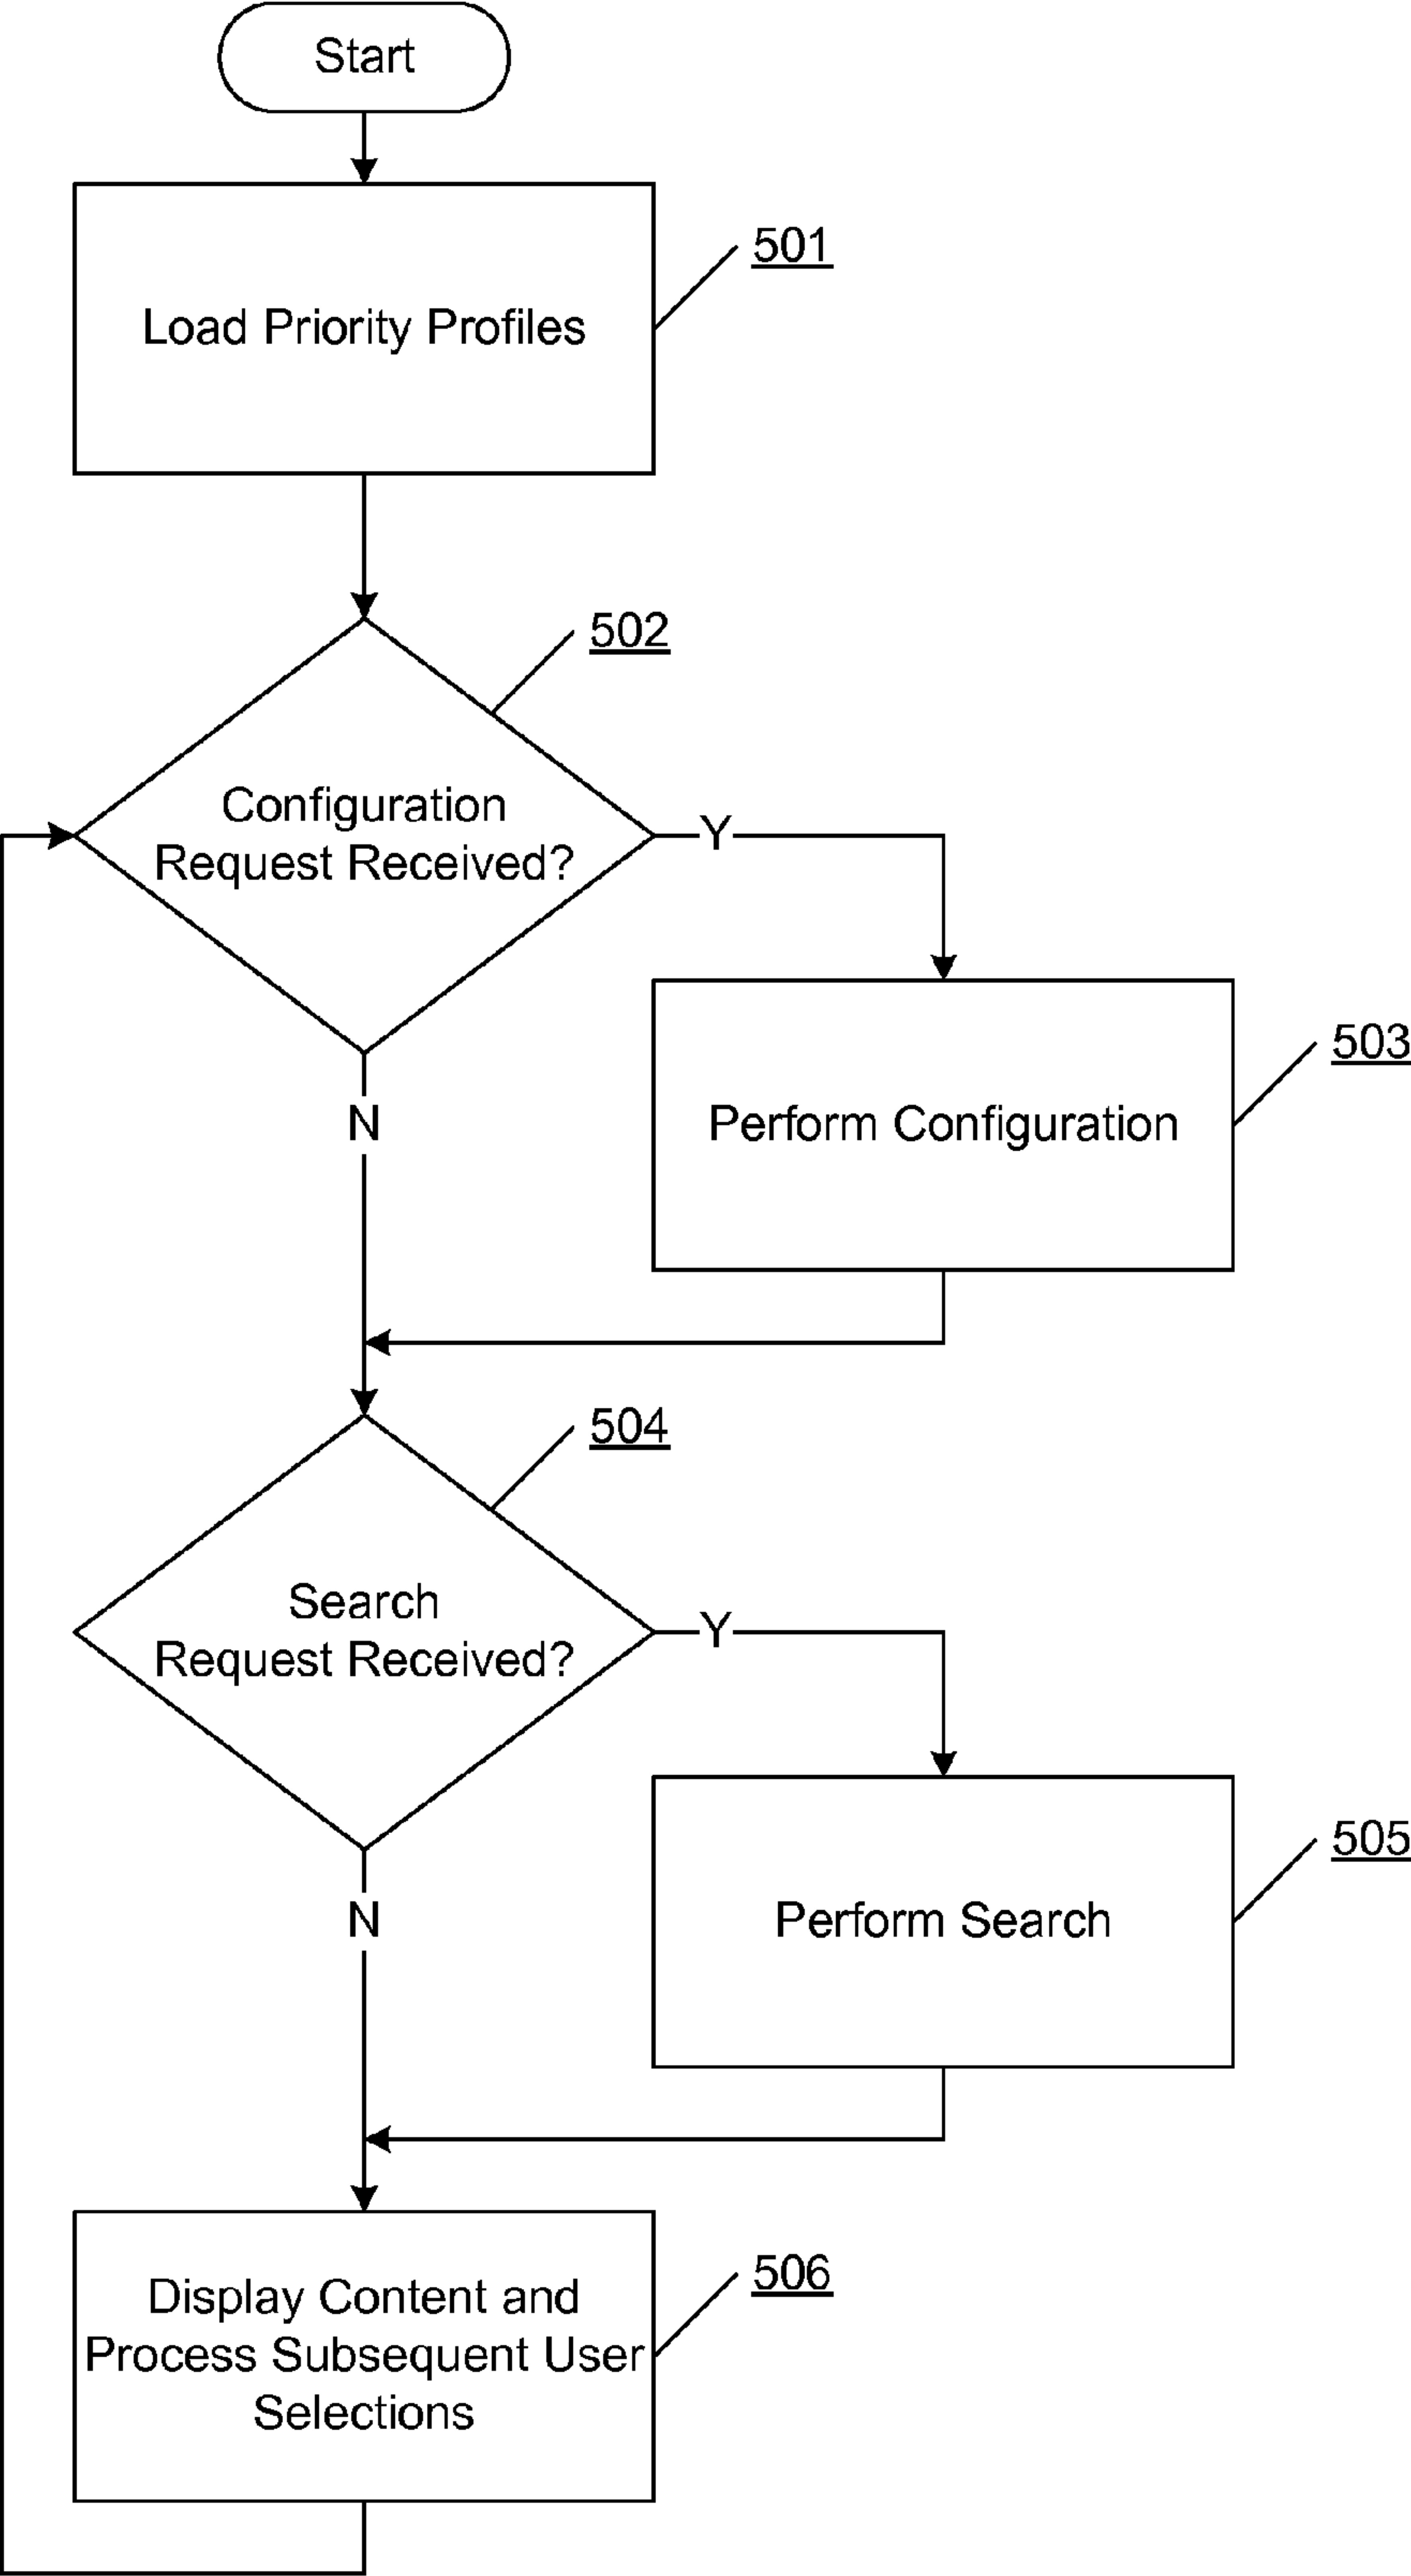 Start
501
Load Priority Profiles
502
Configuration
Request Received?
Y
503
Perform Configuration
N
504
Search
Request Received?
Y
505
Perform Search
N
506
Display Content and
Process Subsequent User
Selections